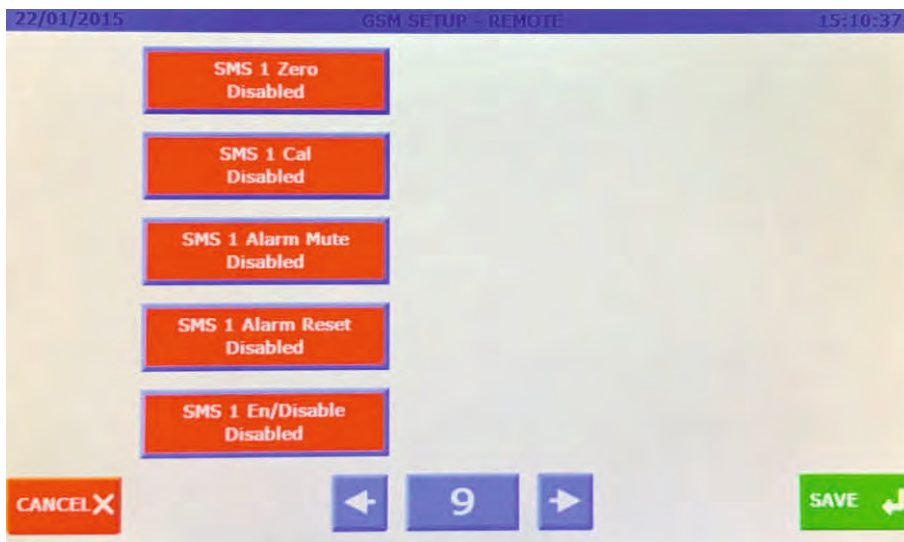 22/01/2015 GSM SETUP - REMOTE 15:10:37
SMS 1 Zero
Disabled
SMS 1 Cal
Disabled
SMS 1 Alarm Mute
Disabled
SMS 1 Alarm Reset
Disabled
SMS 1 En/Disable
Disabled
CANCEL X 9 SAVE